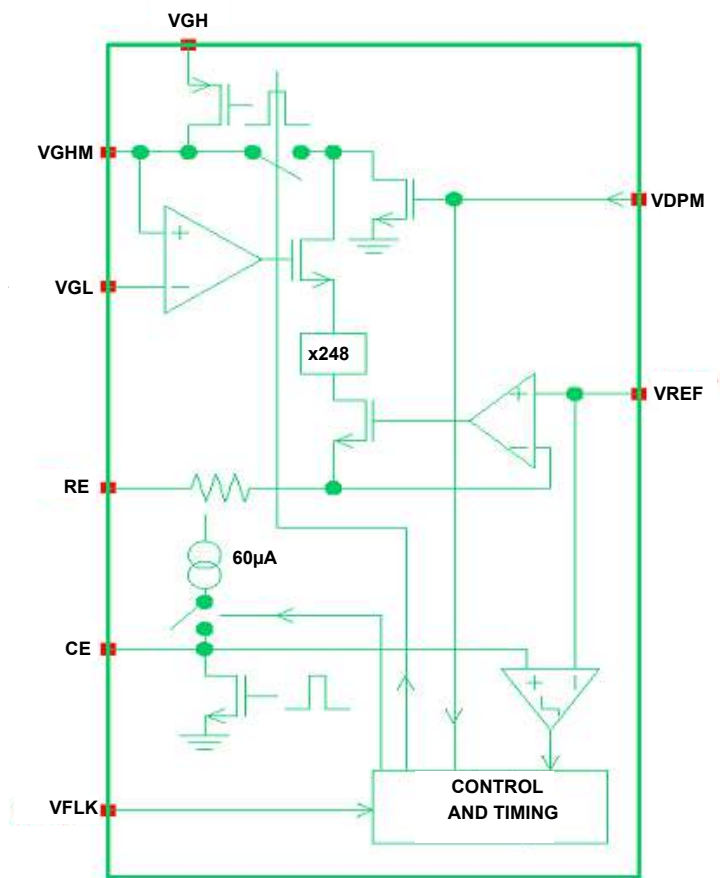 VGH
VGHM
VDPM
VGL
x248
VREF
RE
60µA
CE
CONTROL
AND TIMING
VFLK